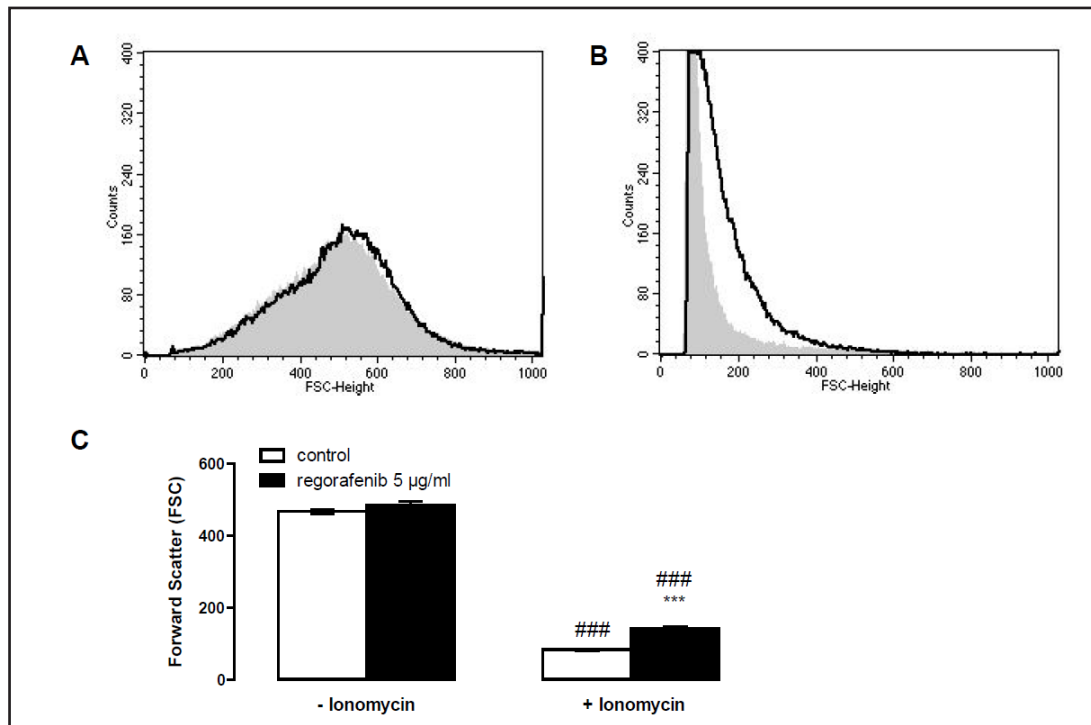 A
400
320
240
160
80
0
Counts
0 200 400 600 800 1000
FSC-Height
B
400
320
240
160
80
0
Counts
0 200 400 600 800 1000
FSC-Height
C
control
regorafenib 5 µg/ml
600
400
200
0
Forward Scatter (FSC)
###
***
###
- Ionomycin + Ionomycin